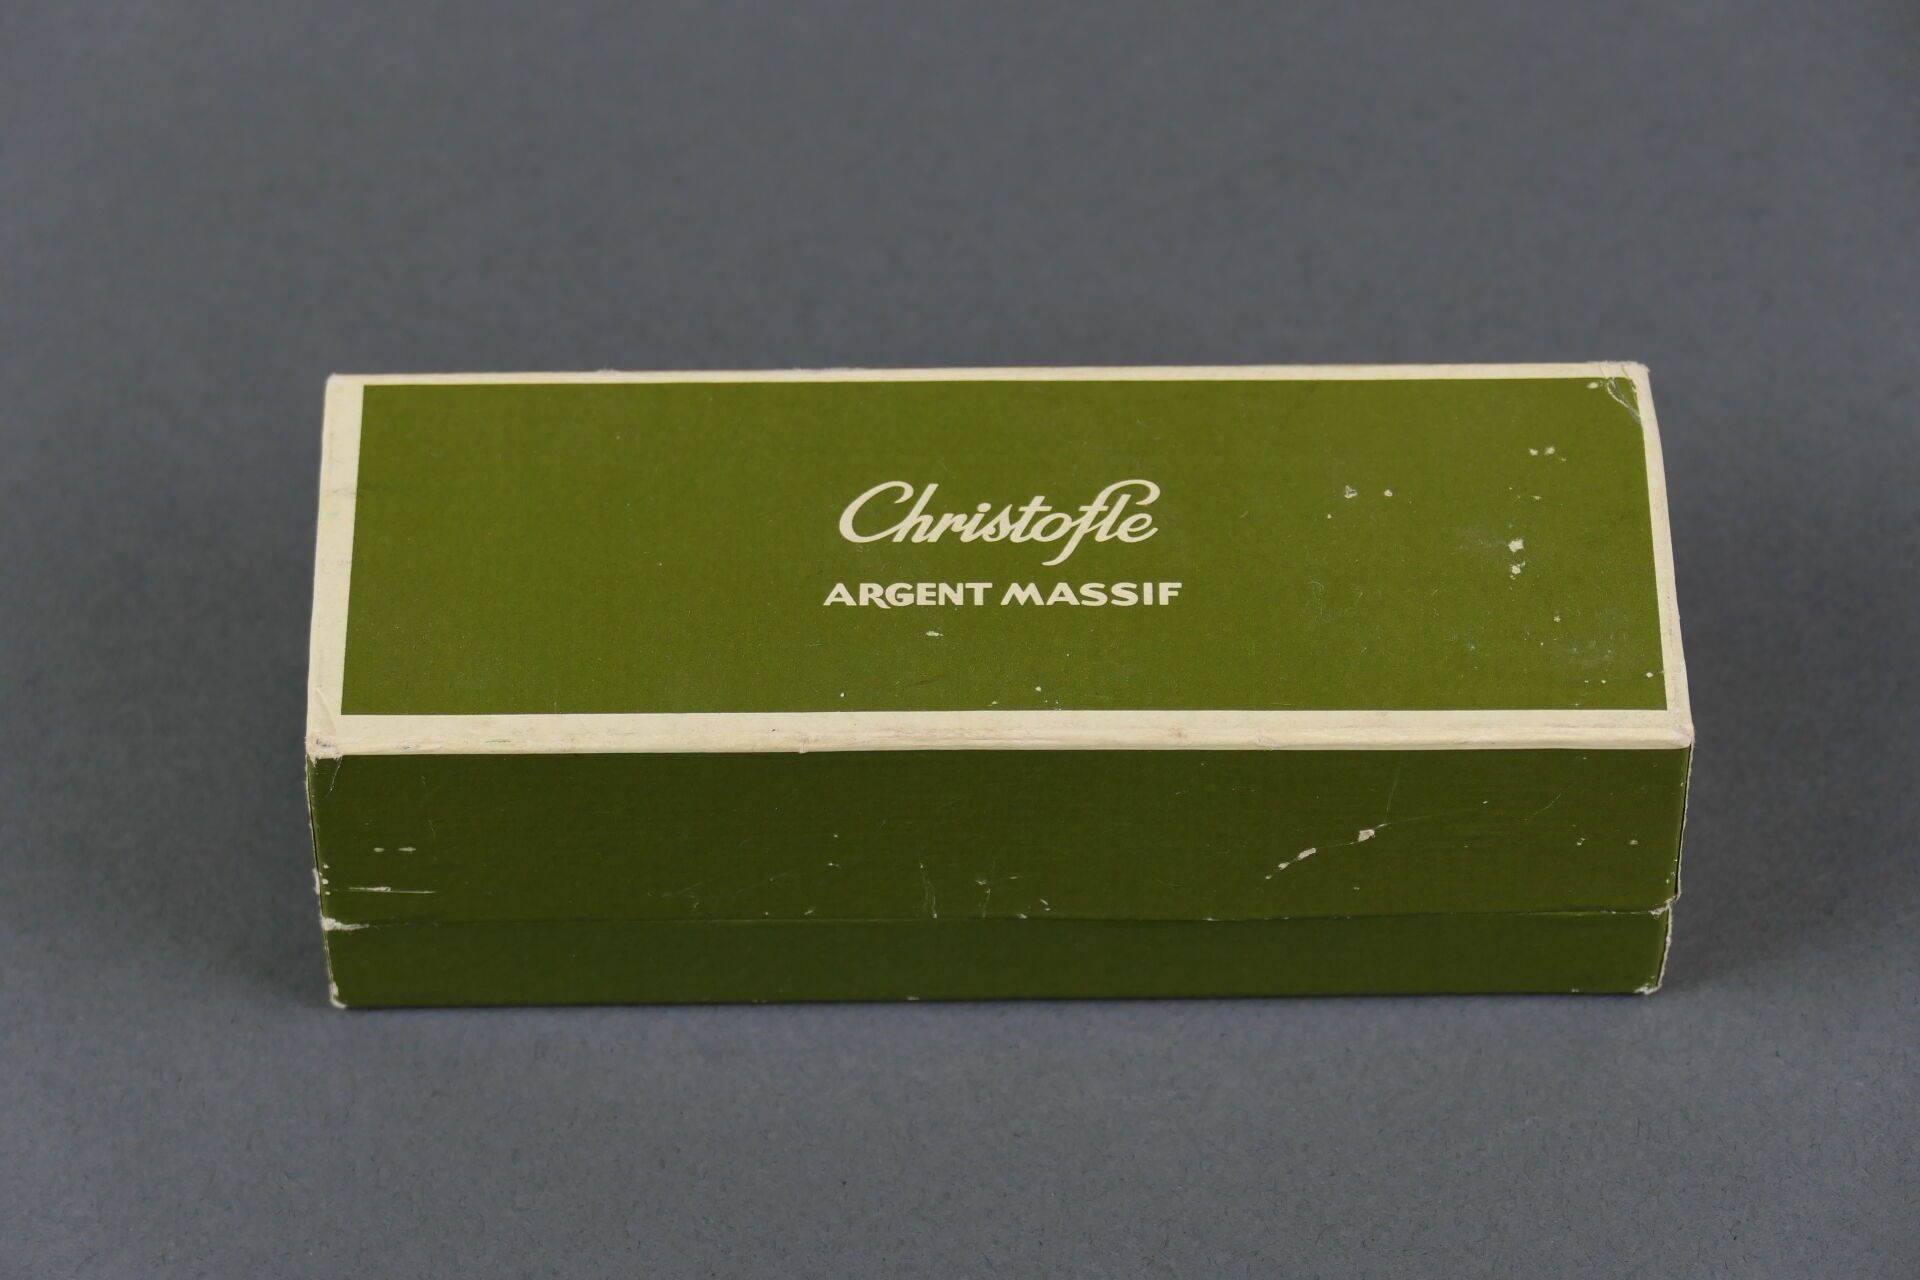 Christofle
ARGENT MASSIF